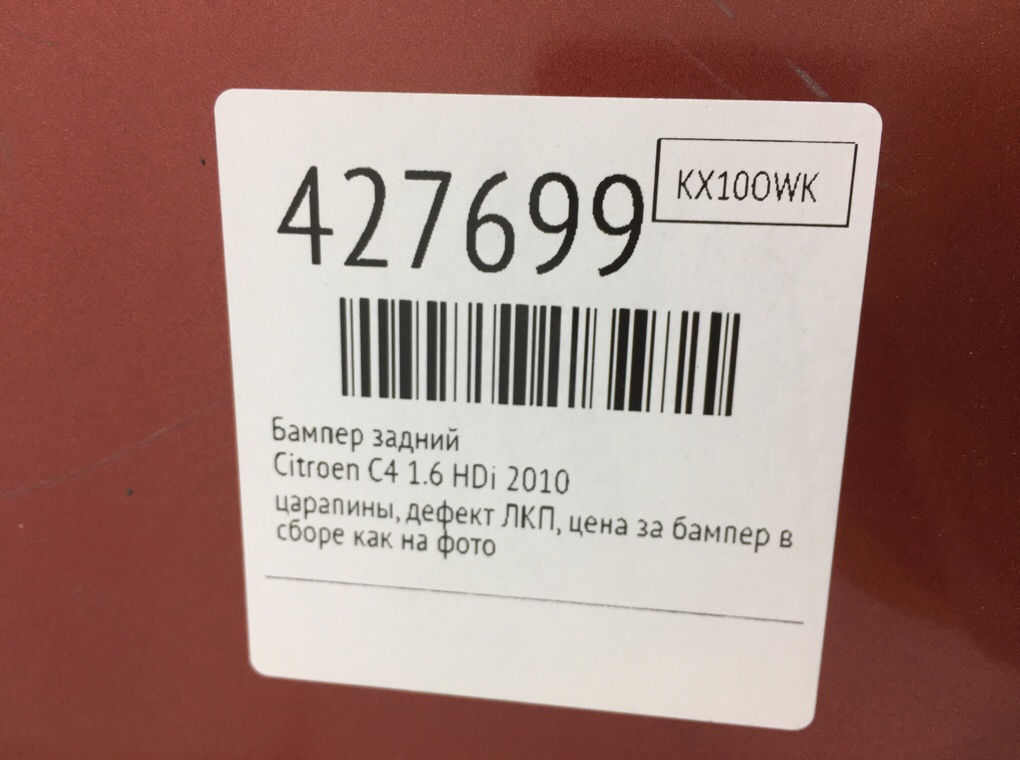 427699
KX10OWK
Бампер задний
Citroen C4 1.6 HDi 2010
царапины, дефект ЛКП, цена за бампер в
сборе как на фото